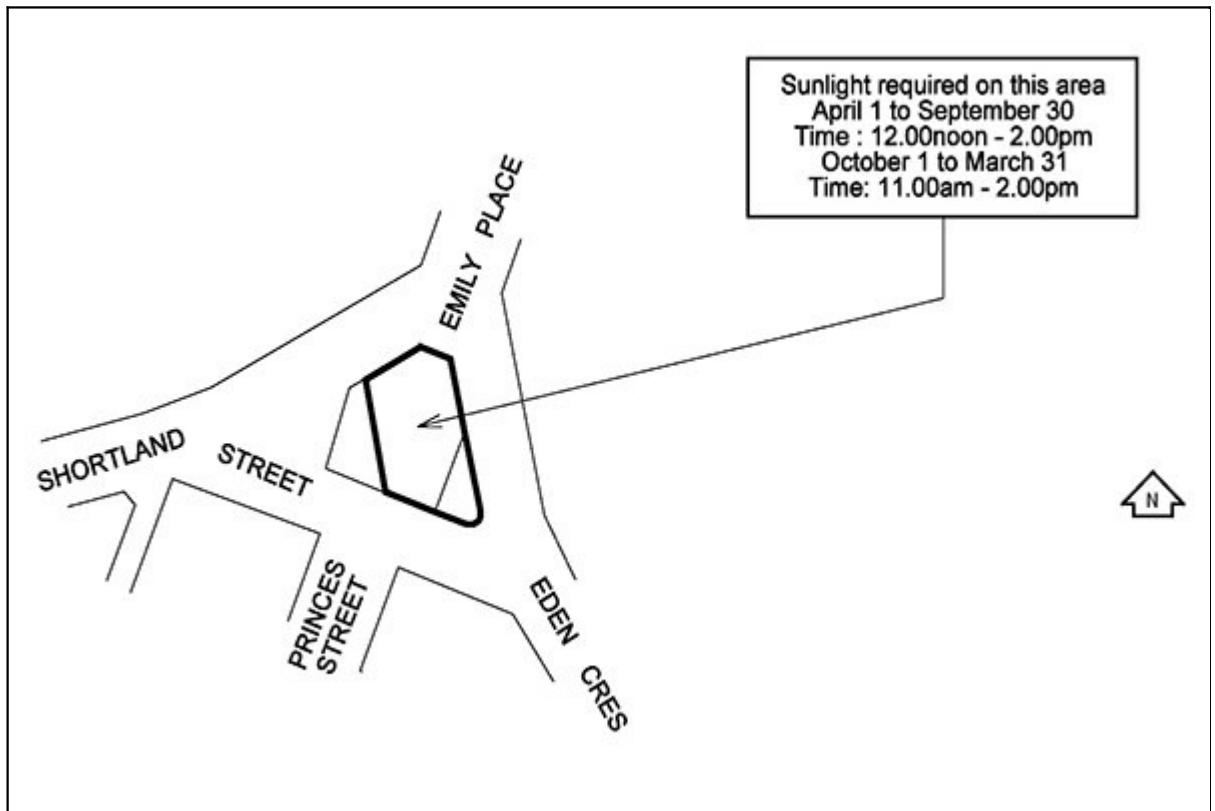 Sunlight required on this area
April 1 to September 30
Time : 12.00noon - 2.00pm
October 1 to March 31
Time: 11.00am - 2.00pm
EMILY PLACE
SHORTLAND STREET
N
PRINCES
STREET
EDEN CRES